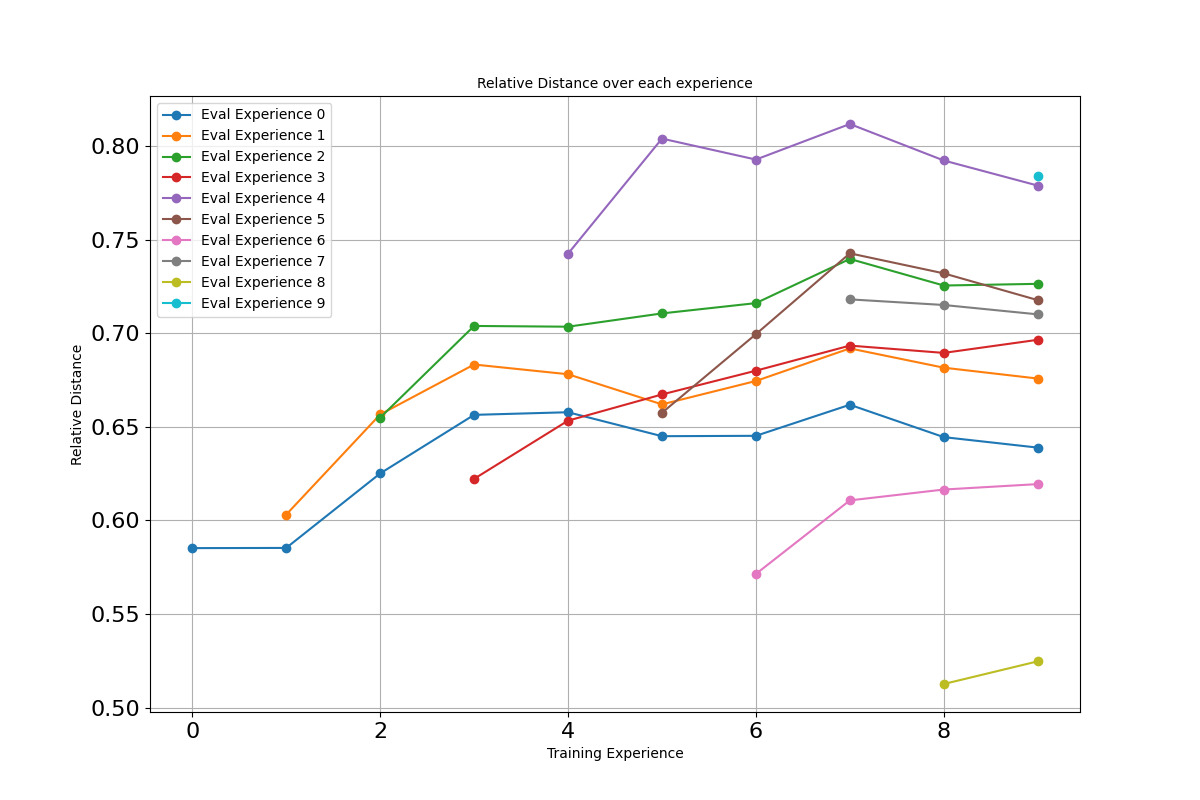 Relative Distance over each experience
Eval Experience 0
Eval Experience 1
Eval Experience 2
Eval Experience 3
Eval Experience 4
Eval Experience 5
Eval Experience 6
Eval Experience 7
Eval Experience 8
Eval Experience 9
0.80
0.75
0.70
0.65
0.60
0.55
0.50
Relative Distance
0 2 4 6 8
Training Experience